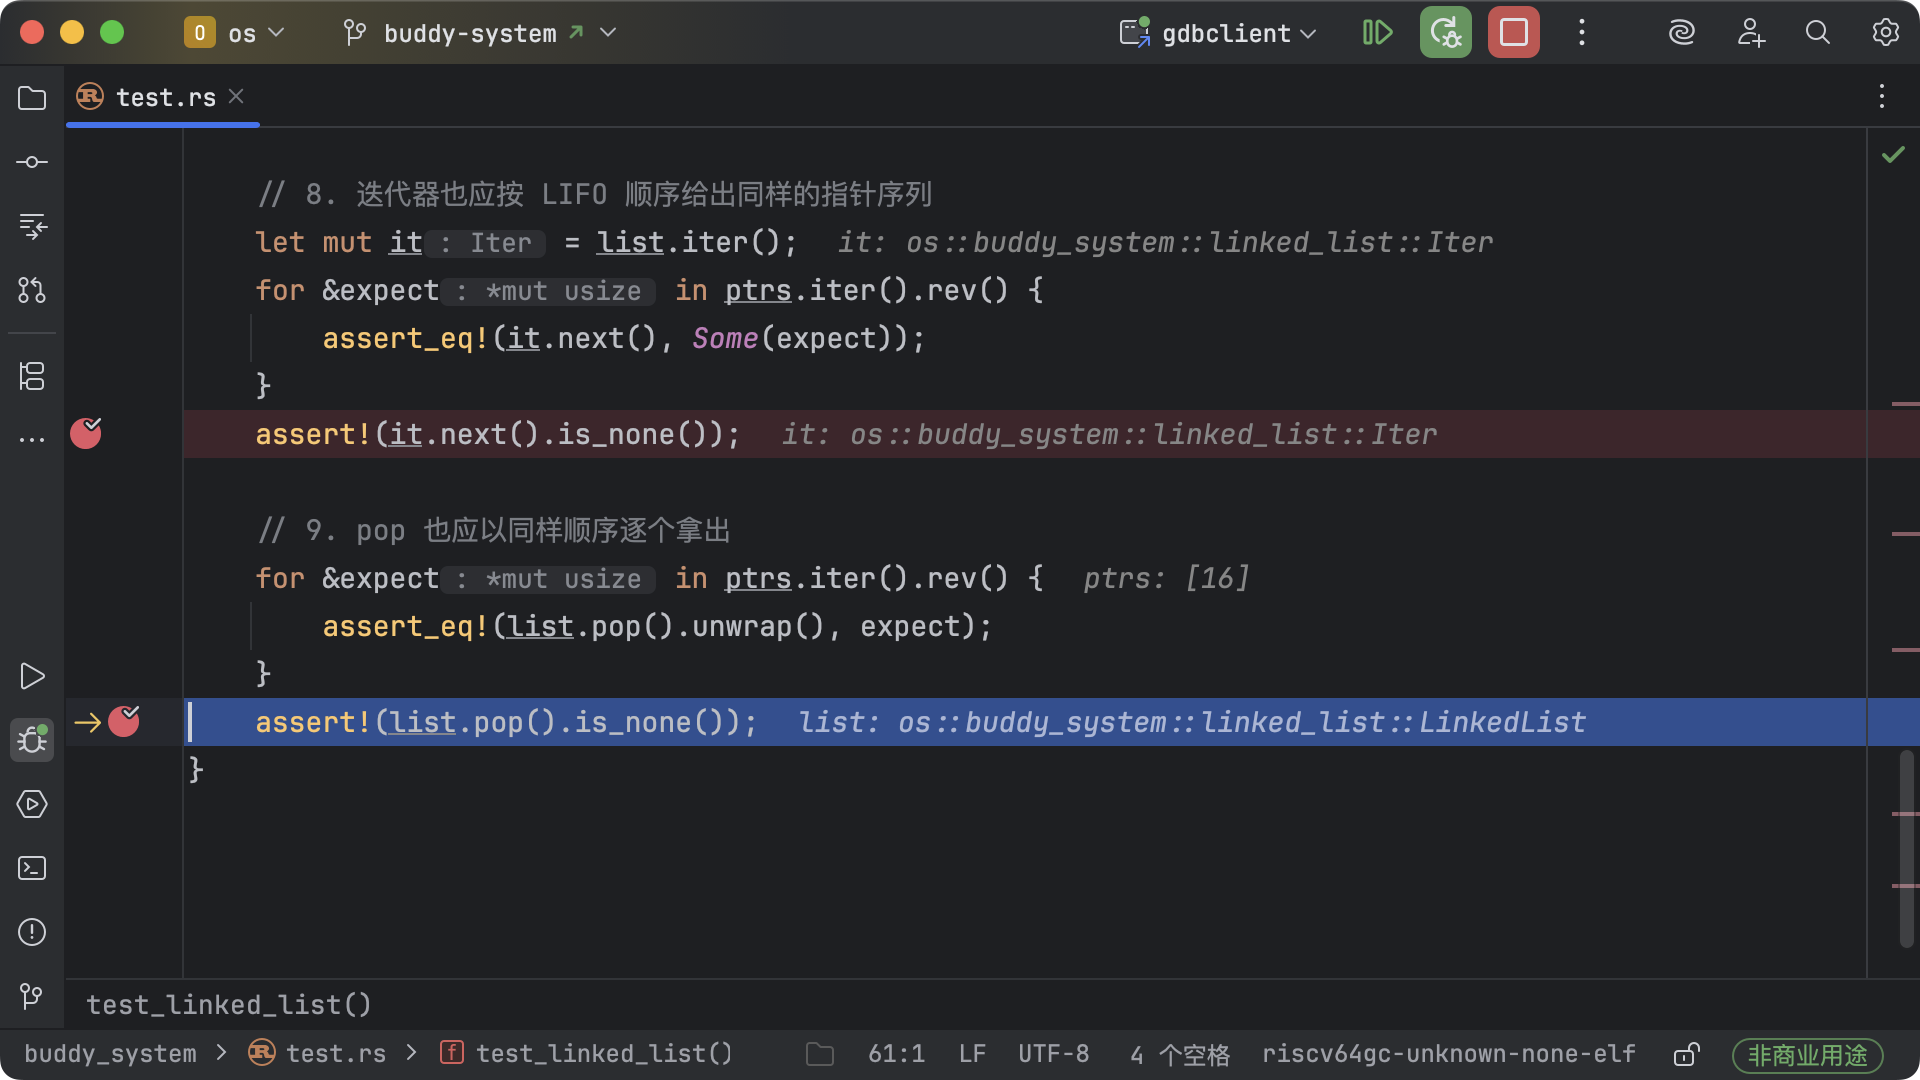 O os buddy-system gdbclient
test.rs
// 8. 迭代器也应按 LIFO 顺序给出同样的指针序列
let mut it : Iter = list.iter(); it: os::buddy_system::linked_list::Iter
for &expect : *mut usize in ptrs.iter().rev() {
assert_eq!(it.next(), Some(expect));
}
assert!(it.next().is_none()); it: os::buddy_system::linked_list::Iter
// 9. pop 也应以同样顺序逐个拿出
for &expect : *mut usize in ptrs.iter().rev() { ptrs: [16]
assert_eq!(list.pop().unwrap(), expect);
}
assert!(list.pop().is_none()); list: os::buddy_system::linked_list::LinkedList
}
test_linked_list()
buddy_system > test.rs > f test_linked_list() 61:1 LF UTF-8 4 个空格 riscv64gc-unknown-none-elf 非商业用途